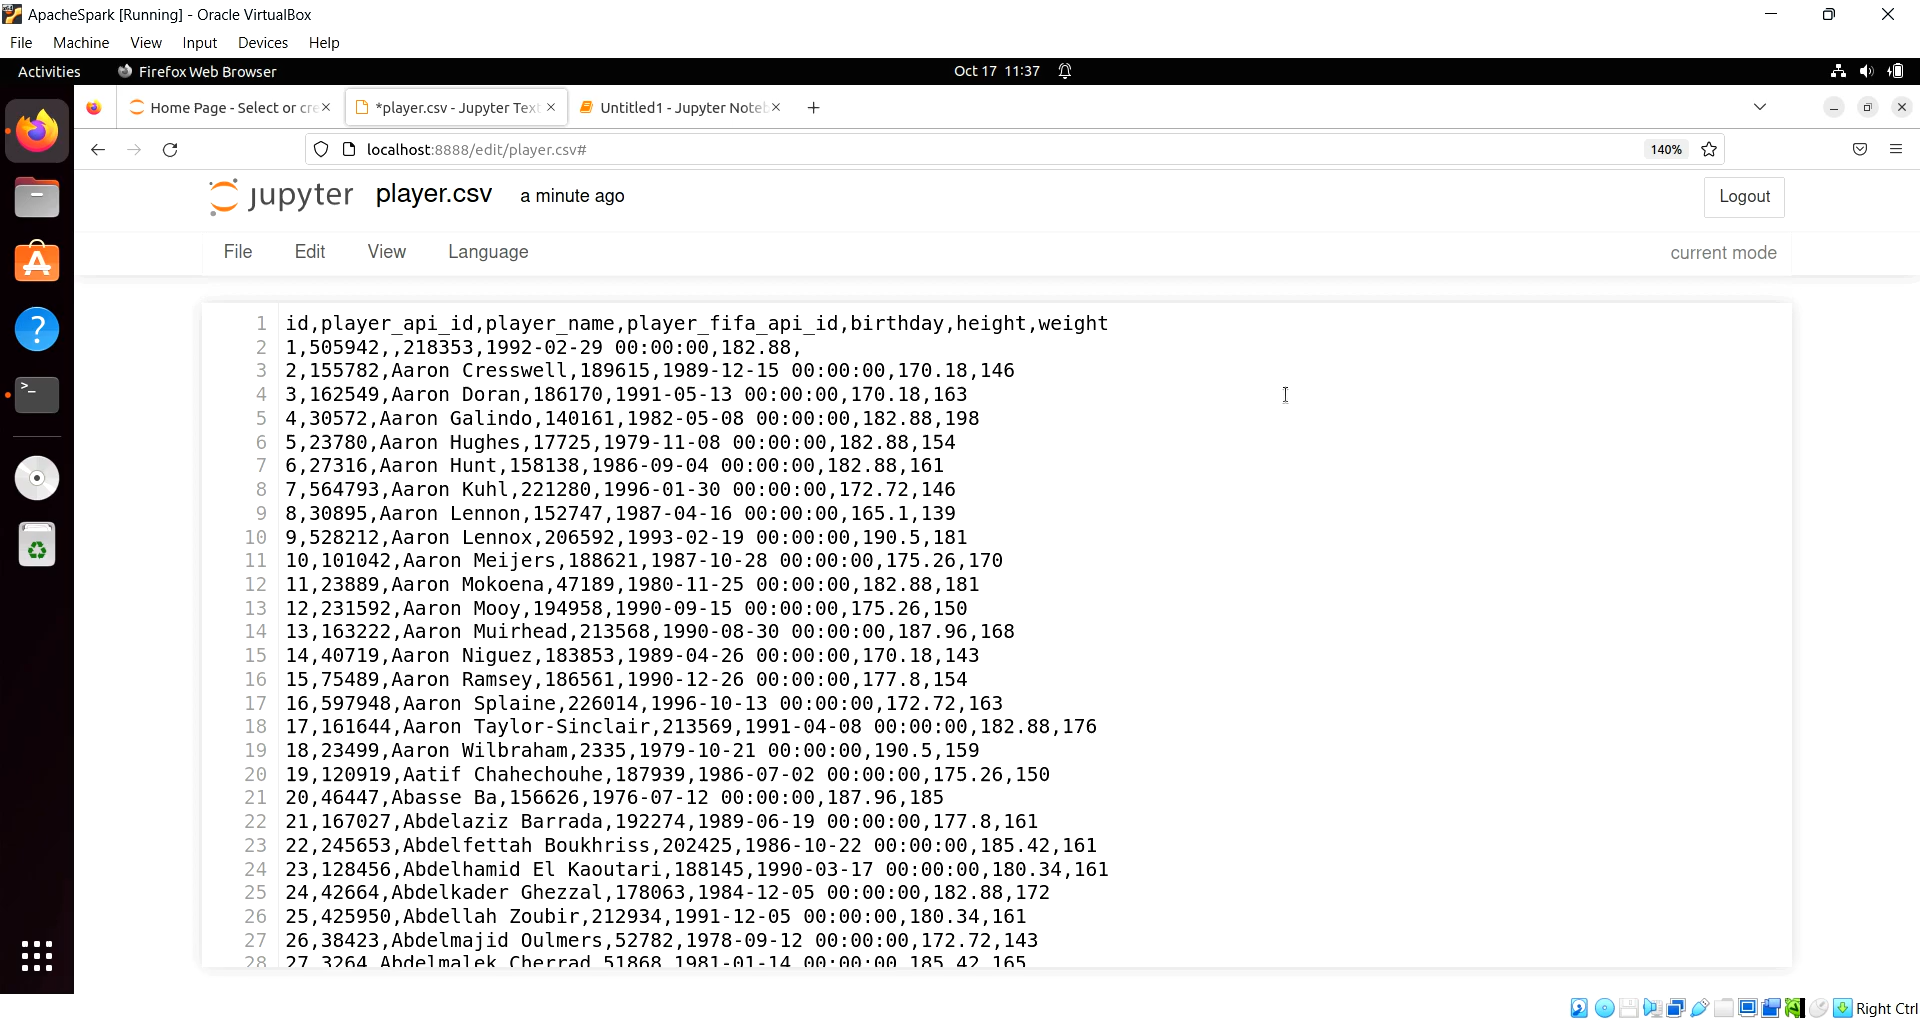 ApacheSpark [Running] - Oracle VirtualBox
File Machine View Input Devices Help
Activities Firefox Web Browser Oct 17 11:37
Home Page - Select or cre *player.csv - Jupyter Text Untitled1 - Jupyter Noteb
localhost:8888/edit/player.csv# 140%
jupyter player.csv a minute ago Logout
File Edit View Language current mode
1 id,player_api_id,player_name,player_fifa_api_id,birthday,height,weight
2 1,505942,,218353,1992-02-29 00:00:00,182.88,
3 2,155782,Aaron Cresswell,189615,1989-12-15 00:00:00,170.18,146
4 3,162549,Aaron Doran,186170,1991-05-13 00:00:00,170.18,163
5 4,30572,Aaron Galindo,140161,1982-05-08 00:00:00,182.88,198
6 5,23780,Aaron Hughes,17725,1979-11-08 00:00:00,182.88,154
7 6,27316,Aaron Hunt,158138,1986-09-04 00:00:00,182.88,161
8 7,564793,Aaron Kuhl,221280,1996-01-30 00:00:00,172.72,146
9 8,30895,Aaron Lennon,152747,1987-04-16 00:00:00,165.1,139
10 9,528212,Aaron Lennox,206592,1993-02-19 00:00:00,190.5,181
11 10,101042,Aaron Meijers,188621,1987-10-28 00:00:00,175.26,170
12 11,23889,Aaron Mokoena,47189,1980-11-25 00:00:00,182.88,181
13 12,231592,Aaron Mooy,194958,1990-09-15 00:00:00,175.26,150
14 13,163222,Aaron Muirhead,213568,1990-08-30 00:00:00,187.96,168
15 14,40719,Aaron Niguez,183853,1989-04-26 00:00:00,170.18,143
16 15,75489,Aaron Ramsey,186561,1990-12-26 00:00:00,177.8,154
17 16,597948,Aaron Splaine,226014,1996-10-13 00:00:00,172.72,163
18 17,161644,Aaron Taylor-Sinclair,213569,1991-04-08 00:00:00,182.88,176
19 18,23499,Aaron Wilbraham,2335,1979-10-21 00:00:00,190.5,159
20 19,120919,Aatif Chahechouhe,187939,1986-07-02 00:00:00,175.26,150
21 20,46447,Abasse Ba,156626,1976-07-12 00:00:00,187.96,185
22 21,167027,Abdelaziz Barrada,192274,1989-06-19 00:00:00,177.8,161
23 22,245653,Abdelfettah Boukhriss,202425,1986-10-22 00:00:00,185.42,161
24 23,128456,Abdelhamid El Kaoutari,188145,1990-03-17 00:00:00,180.34,161
25 24,42664,Abdelkader Ghezzal,178063,1984-12-05 00:00:00,182.88,172
26 25,425950,Abdellah Zoubir,212934,1991-12-05 00:00:00,180.34,161
27 26,38423,Abdelmajid Oulmers,52782,1978-09-12 00:00:00,172.72,143
28 27,3264,Abdelmalek Cherrad,51868,1981-01-14 00:00:00,185.42,165
Right Ctrl